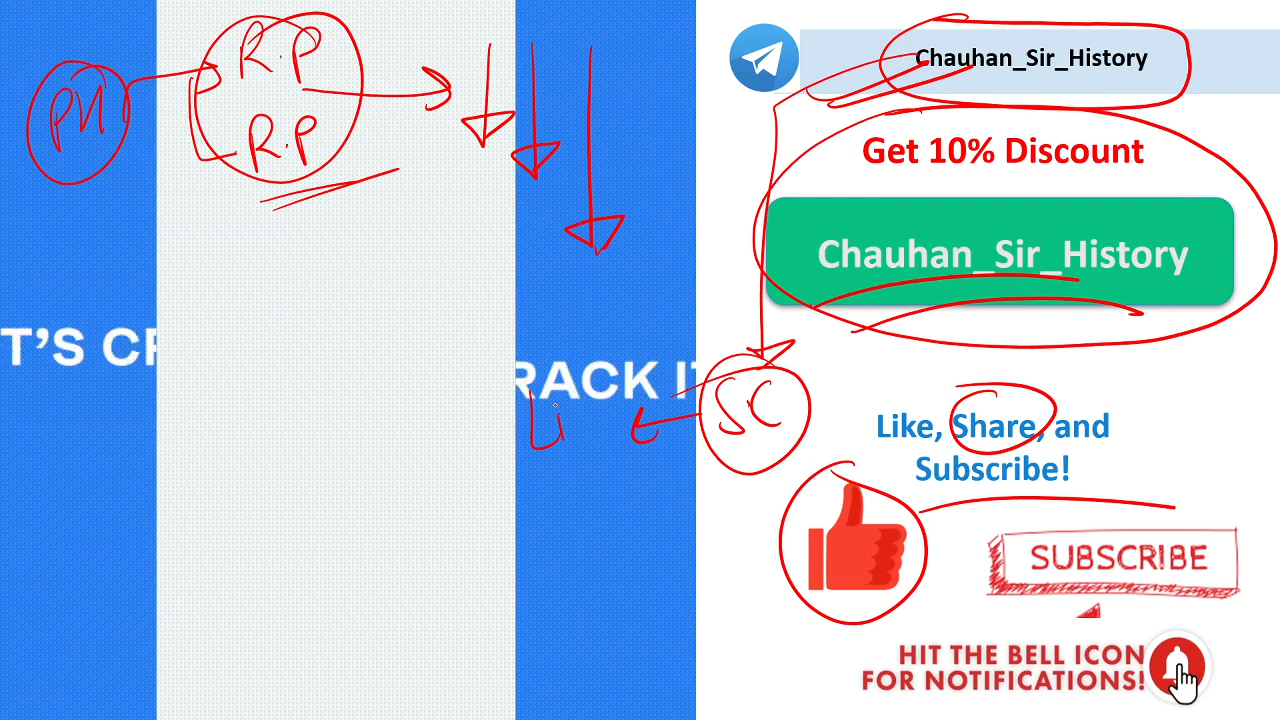 R.P
R.P
PM
Chauhan_Sir_History
Get 10% Discount
Chauhan_Sir_History
T'S CR
RACK IT
SC
Li
Like, Share, and
Subscribe!
SUBSCRIBE
HIT THE BELL ICON
FOR NOTIFICATIONS!